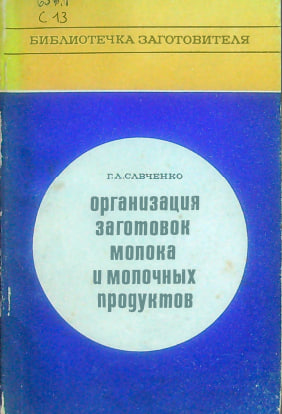 С 13
БИБЛИОТЕЧКА ЗАГОТОВИТЕЛЯ
Г.А.САВЧЕНКО
организация
заготовок
молока
и молочных
продуктов